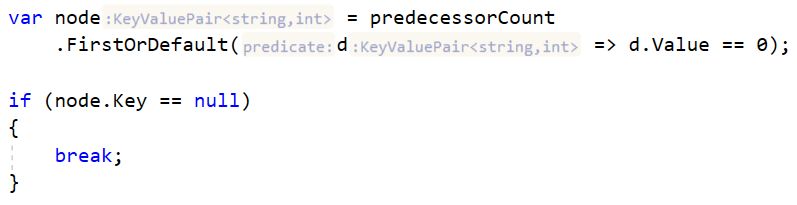 var node :KeyValuePair<string,int> = predecessorCount
.FirstOrDefault( predicate: d :KeyValuePair<string,int> => d.Value == 0);
if (node.Key == null)
{
break;
}